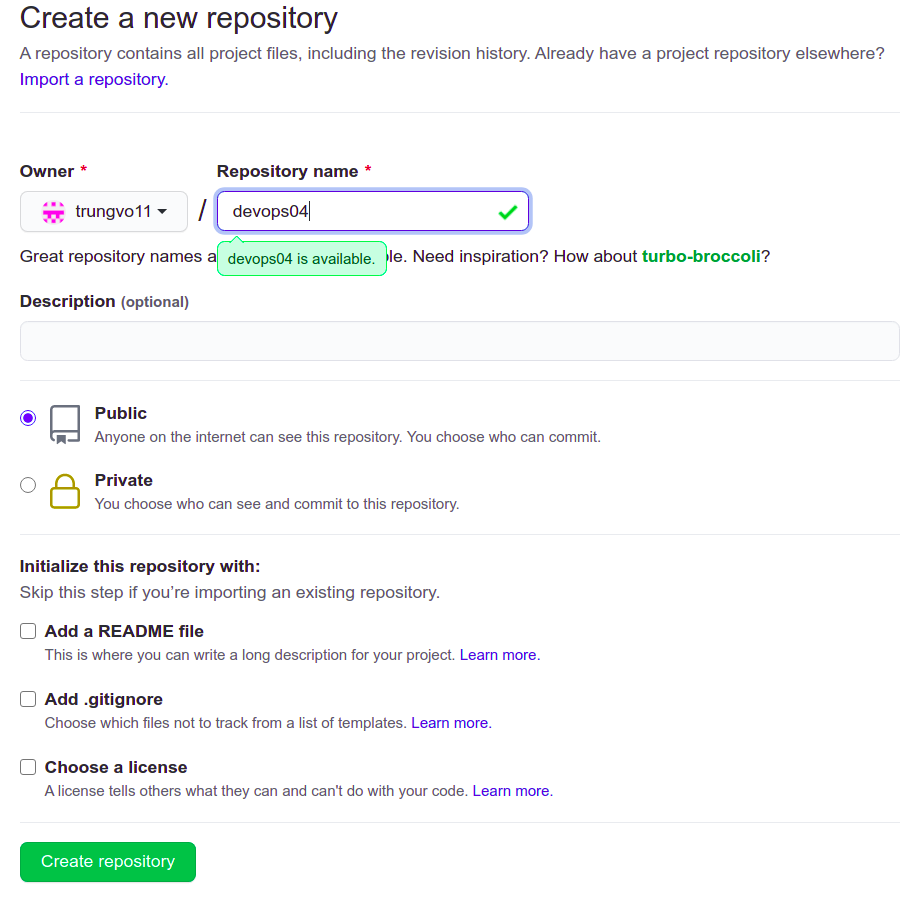 Create a new repository
A repository contains all project files, including the revision history. Already have a project repository elsewhere?
Import a repository.
Owner * Repository name *
trungvo11 / devops04
Great repository names a le. Need inspiration? How about turbo-broccoli?
devops04 is available.
Description (optional)
Public
Anyone on the internet can see this repository. You choose who can commit.
Private
You choose who can see and commit to this repository.
Initialize this repository with:
Skip this step if you’re importing an existing repository.
Add a README file
This is where you can write a long description for your project. Learn more.
Add .gitignore
Choose which files not to track from a list of templates. Learn more.
Choose a license
A license tells others what they can and can't do with your code. Learn more.
Create repository